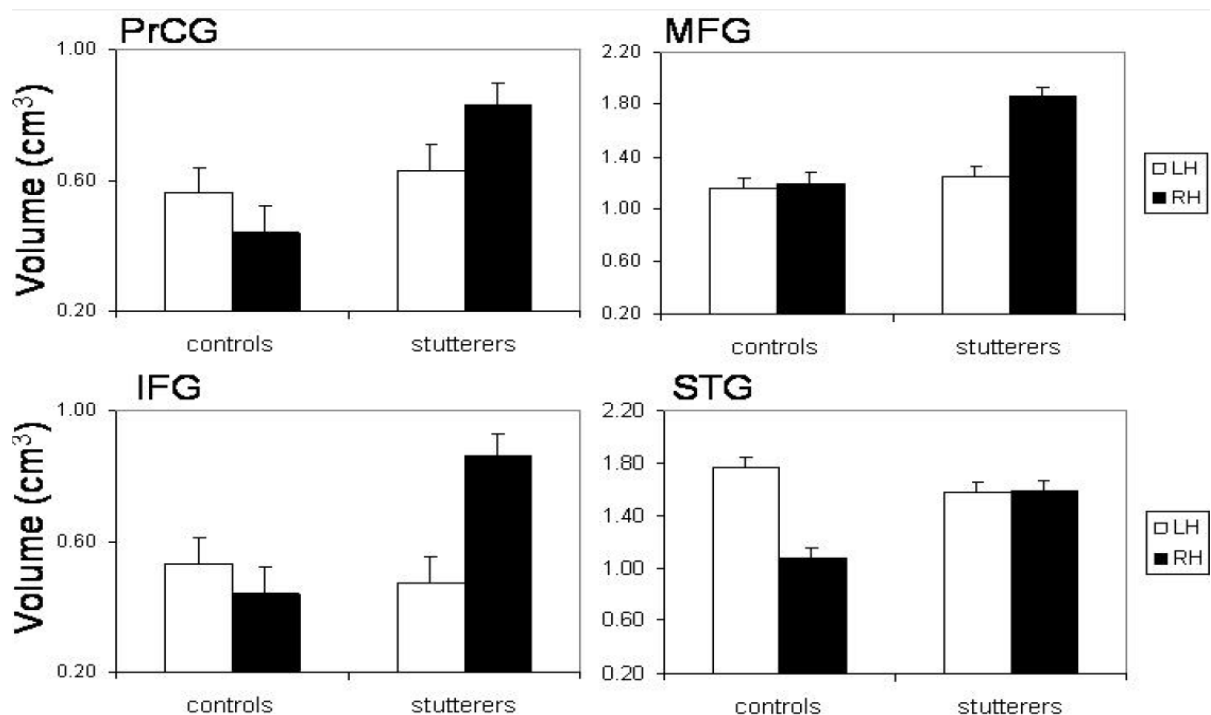 PrCG
Volume (cm³)
1.00
0.60
0.20
controls stutterers
MFG
2.20
1.80
1.40
1.00
0.60
0.20
controls stutterers
LH
RH
IFG
Volume (cm³)
1.00
0.60
0.20
controls stutterers
STG
2.20
1.80
1.40
1.00
0.60
0.20
controls stutterers
LH
RH